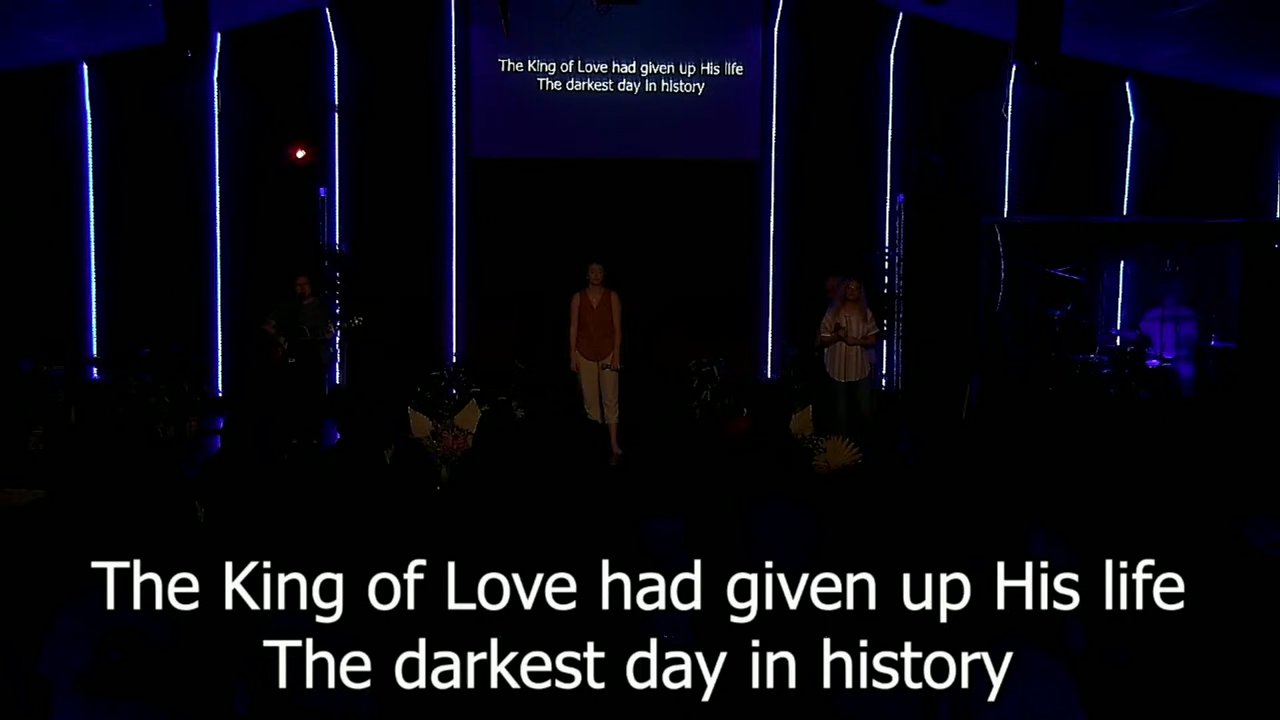 The King of Love had given up His life
The darkest day in history
The King of Love had given up His life
The darkest day in history